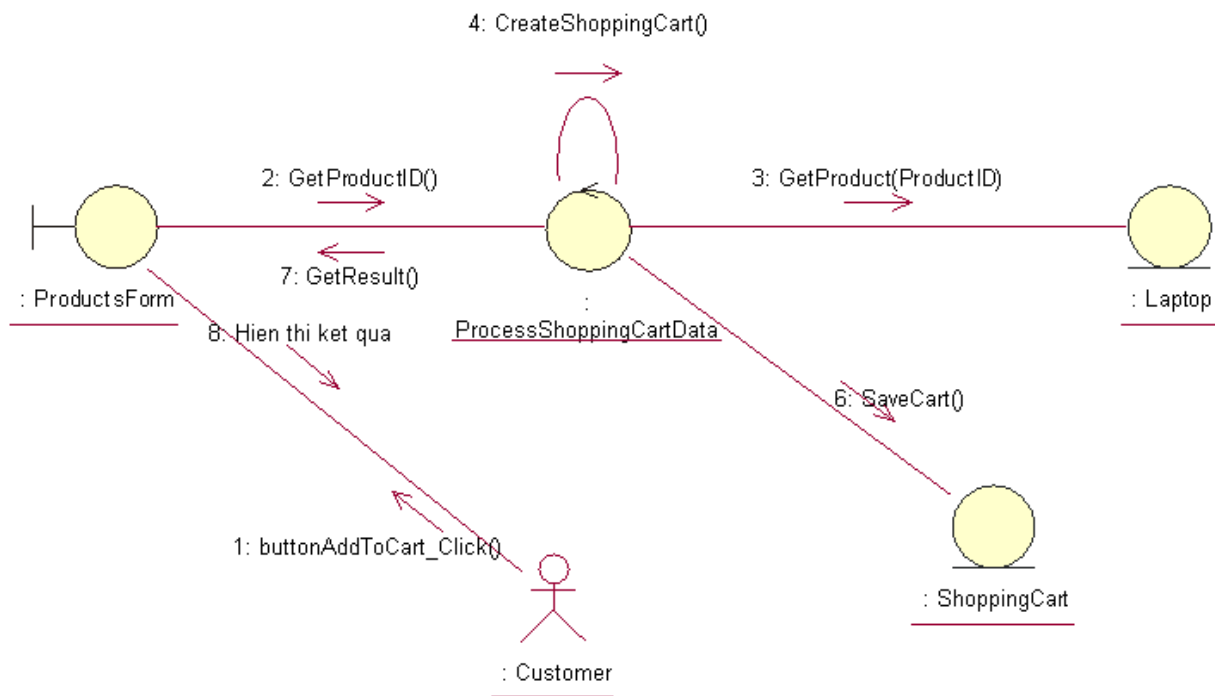 4: CreateShoppingCart()
2: GetProductID()
3: GetProduct(ProductID)
7: GetResult()
: ProductsForm
:
ProcessShoppingCartData
: Laptop
8: Hien thi ket qua
6: SaveCart()
1: buttonAddToCart_Click()
: ShoppingCart
: Customer